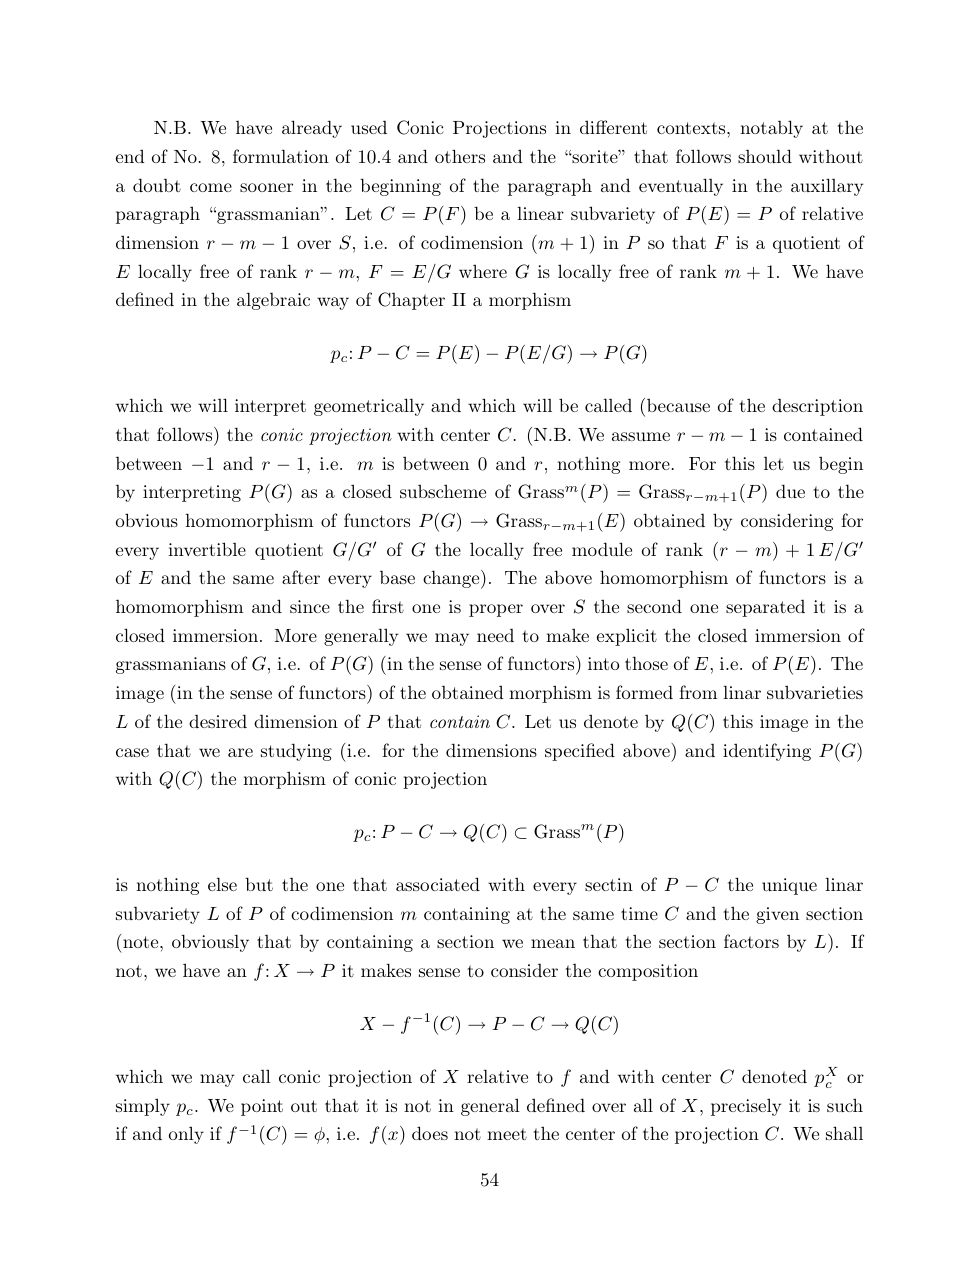 N.B. We have already used Conic Projections in different contexts, notably at the
end of No. 8, formulation of 10.4 and others and the “sorite” that follows should without
a doubt come sooner in the beginning of the paragraph and eventually in the auxillary
paragraph “grassmanian”. Let C = P(F) be a linear subvariety of P(E) = P of relative
dimension r − m − 1 over S, i.e. of codimension (m + 1) in P so that F is a quotient of
E locally free of rank r − m, F = E/G where G is locally free of rank m + 1. We have
defined in the algebraic way of Chapter II a morphism
p_c: P − C = P(E) − P(E/G) → P(G)
which we will interpret geometrically and which will be called (because of the description
that follows) the conic projection with center C. (N.B. We assume r − m − 1 is contained
between −1 and r − 1, i.e. m is between 0 and r, nothing more. For this let us begin
by interpreting P(G) as a closed subscheme of Grass^m(P) = Grass_{r−m+1}(P) due to the
obvious homomorphism of functors P(G) → Grass_{r−m+1}(E) obtained by considering for
every invertible quotient G/G′ of G the locally free module of rank (r − m) + 1 E/G′
of E and the same after every base change). The above homomorphism of functors is a
homomorphism and since the first one is proper over S the second one separated it is a
closed immersion. More generally we may need to make explicit the closed immersion of
grassmanians of G, i.e. of P(G) (in the sense of functors) into those of E, i.e. of P(E). The
image (in the sense of functors) of the obtained morphism is formed from linar subvarieties
L of the desired dimension of P that contain C. Let us denote by Q(C) this image in the
case that we are studying (i.e. for the dimensions specified above) and identifying P(G)
with Q(C) the morphism of conic projection
p_c: P − C → Q(C) ⊂ Grass^m(P)
is nothing else but the one that associated with every sectin of P − C the unique linar
subvariety L of P of codimension m containing at the same time C and the given section
(note, obviously that by containing a section we mean that the section factors by L). If
not, we have an f: X → P it makes sense to consider the composition
X − f^{−1}(C) → P − C → Q(C)
which we may call conic projection of X relative to f and with center C denoted p_c^X or
simply p_c. We point out that it is not in general defined over all of X, precisely it is such
if and only if f^{−1}(C) = ϕ, i.e. f(x) does not meet the center of the projection C. We shall
54